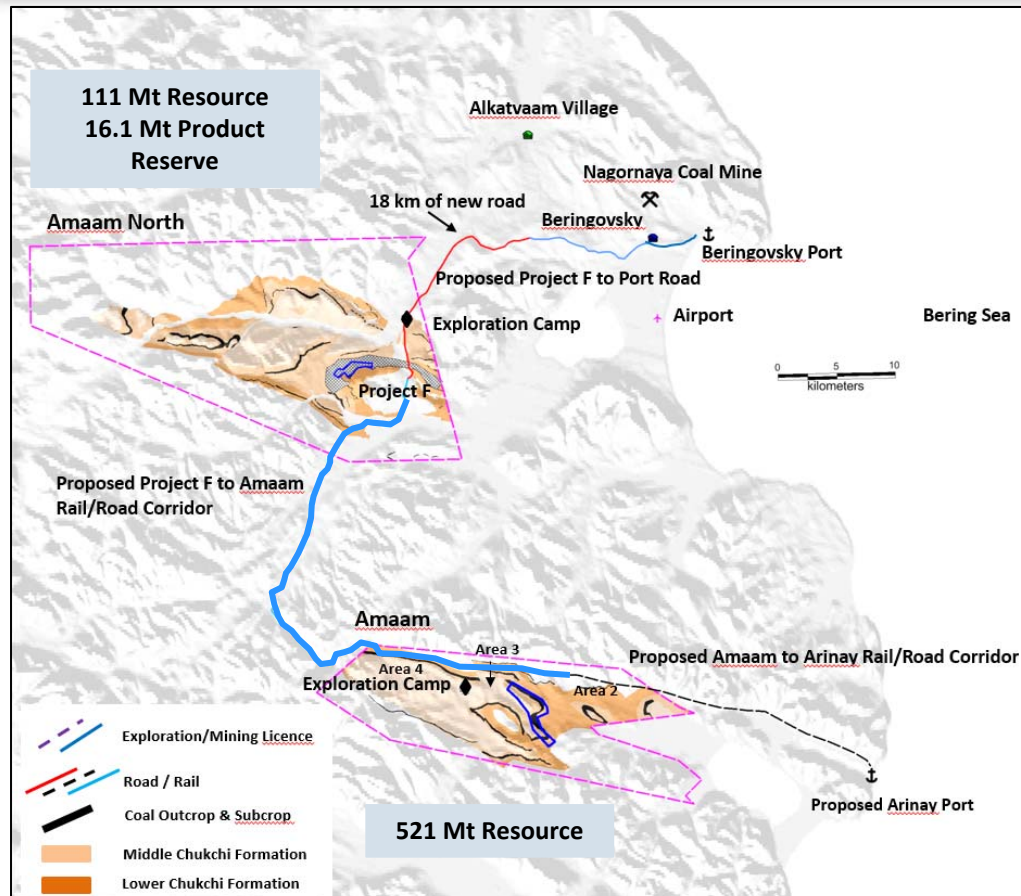 111 Mt Resource
16.1 Mt Product
Reserve
Alkatvaam Village
Nagornaya Coal Mine
18 km of new road
Beringovsky
Amaam North
Beringovsky Port
Proposed Project F to Port Road
Exploration Camp
Airport
Bering Sea
0 5 10
kilometers
Project F
Proposed Project F to Amaam
Rail/Road Corridor
Amaam
Area 3
Proposed Amaam to Arinay Rail/Road Corridor
Area 4
Exploration Camp
Area 2
Exploration/Mining Licence
Road / Rail
Coal Outcrop & Subcrop
Middle Chukchi Formation
Lower Chukchi Formation
521 Mt Resource
Proposed Arinay Port